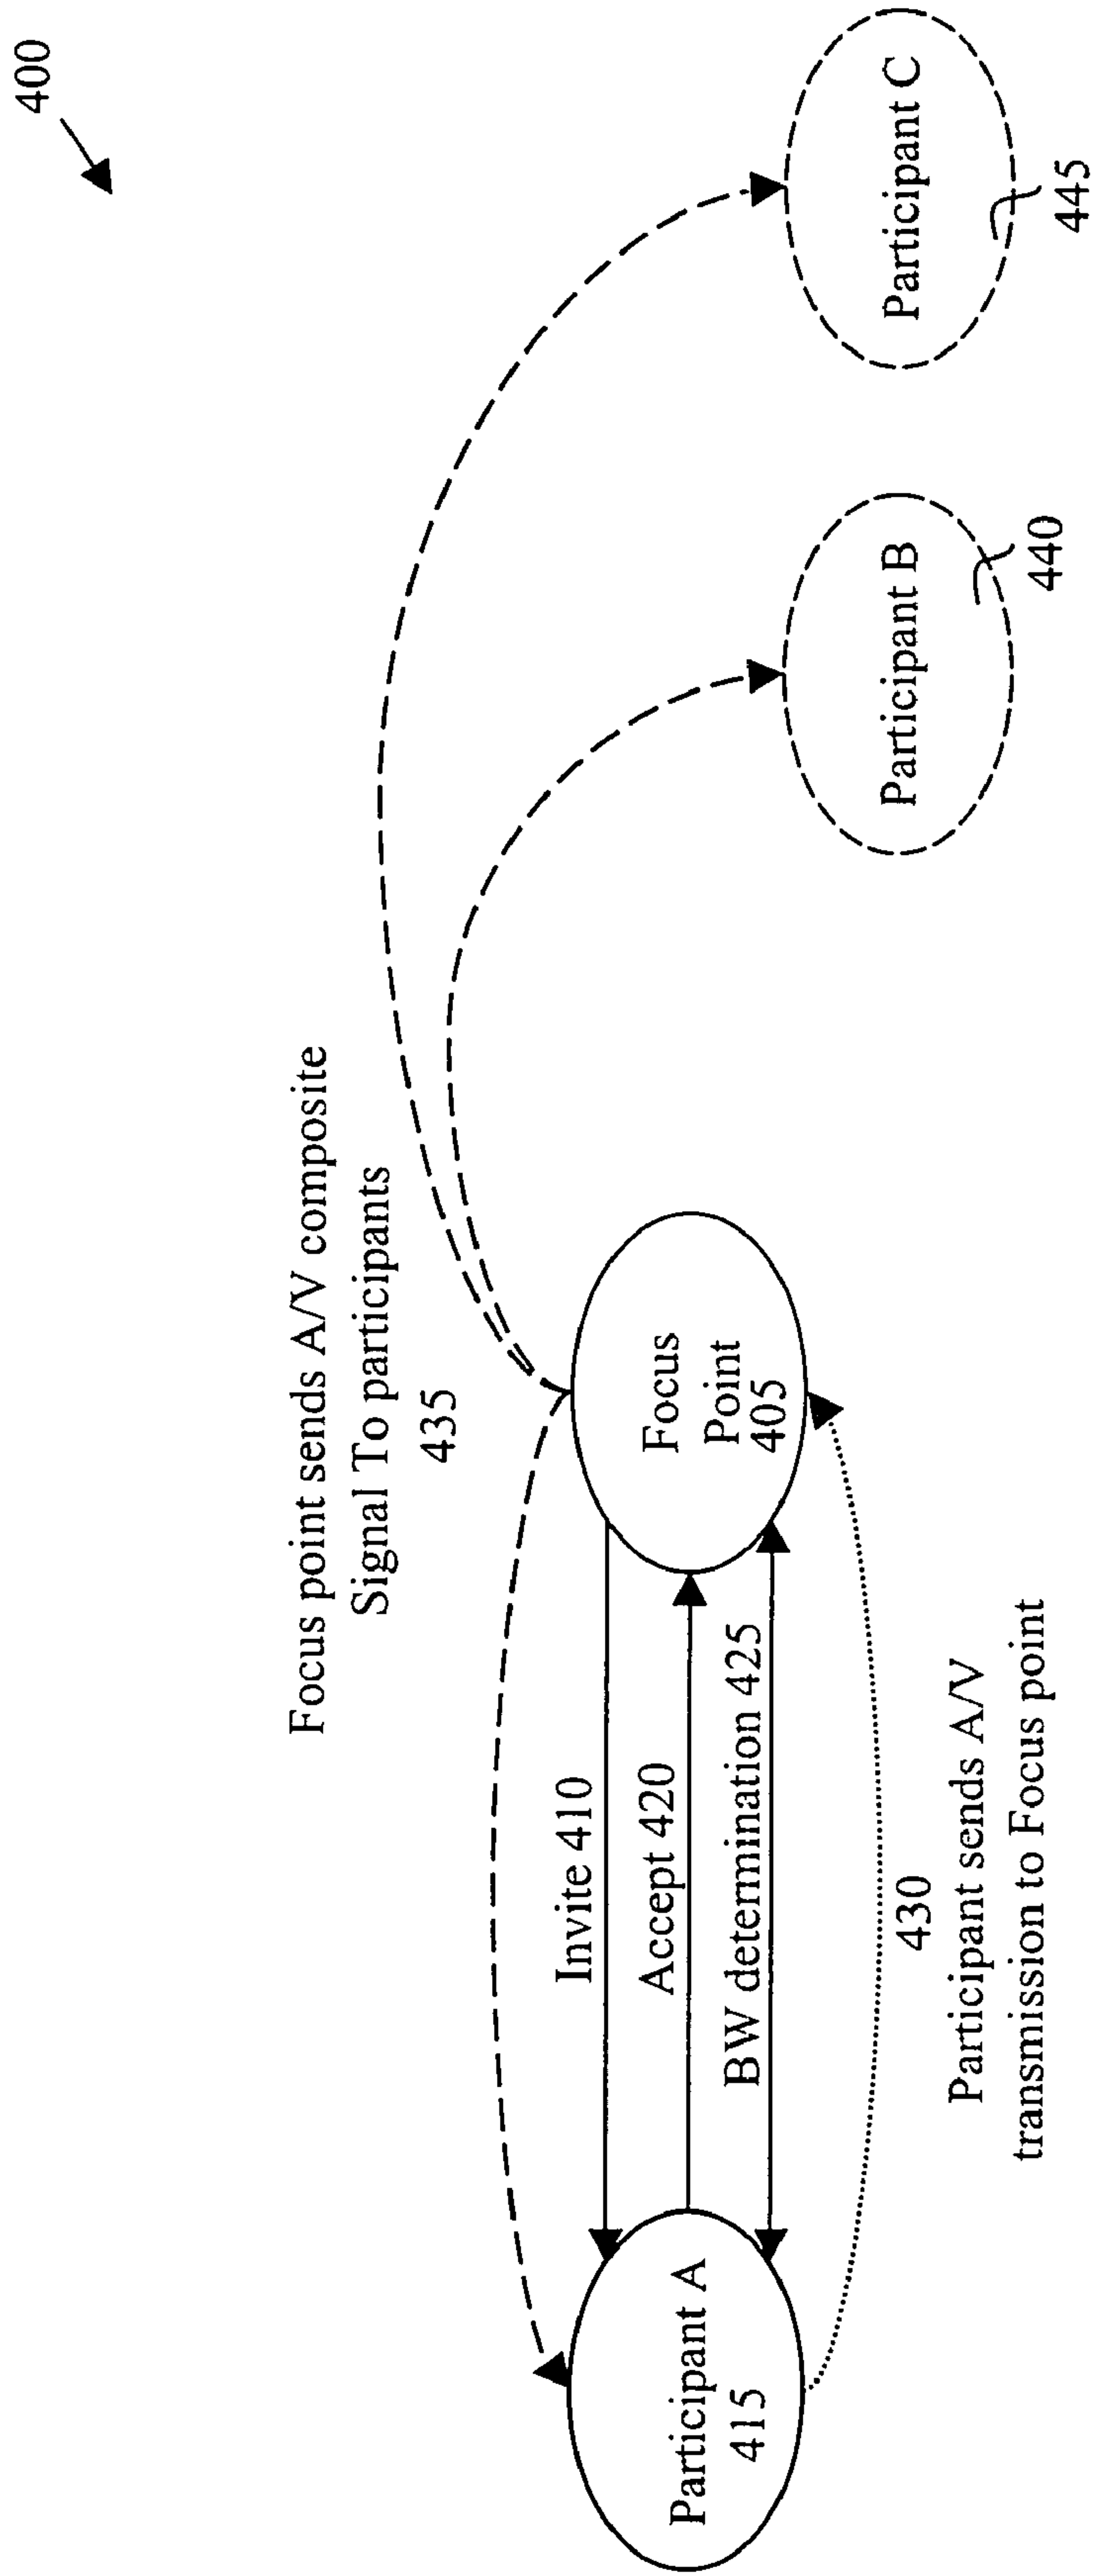 400
Focus point sends A/V composite
Signal To participants
435
Invite 410
Accept 420
BW determination 425
Participant A
415
Focus
Point
405
430
Participant sends A/V
transmission to Focus point
Participant B
440
Participant C
445